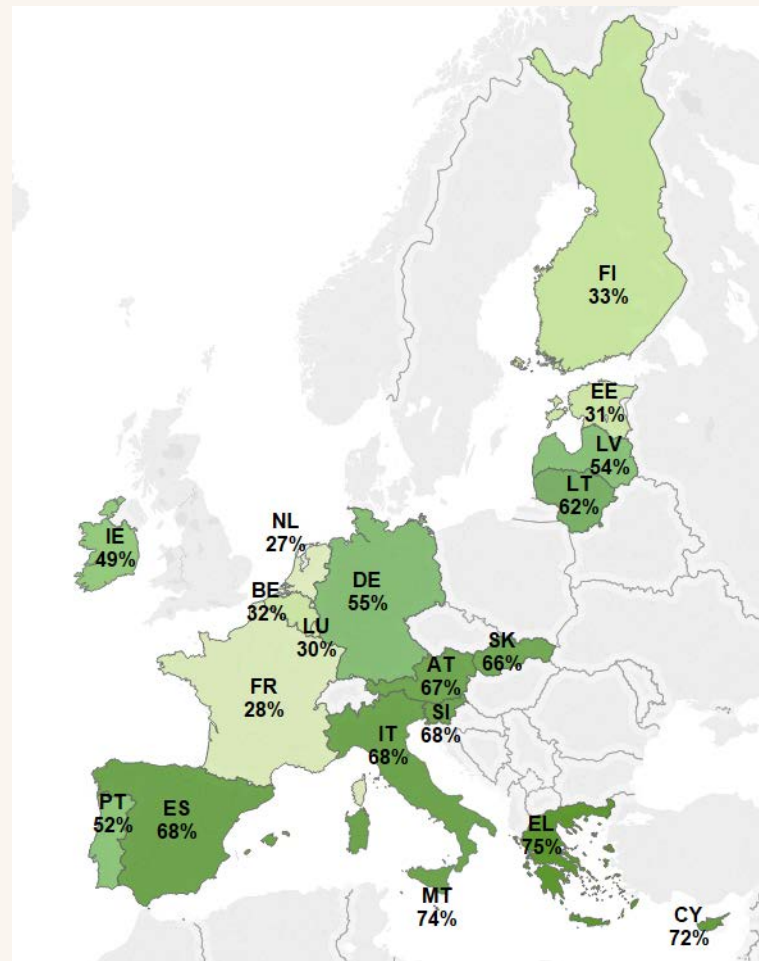 FI
33%
EE
31%
LV
54%
LT
62%
IE
49%
NL
27%
DE
55%
BE
32%
LU
30%
SK
66%
AT
67%
FR
28%
SI
68%
IT
68%
PT
52%
ES
68%
EL
75%
MT
74%
CY
72%